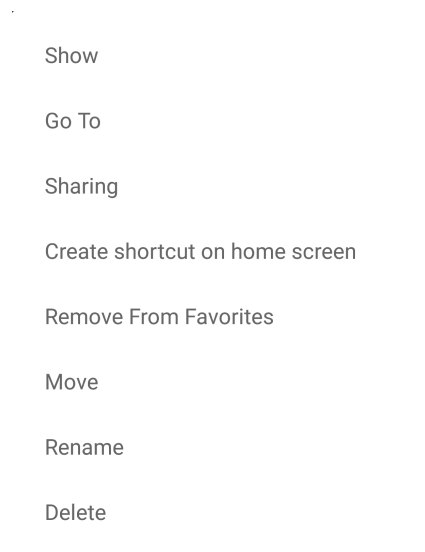 Show
Go To
Sharing
Create shortcut on home screen
Remove From Favorites
Move
Rename
Delete